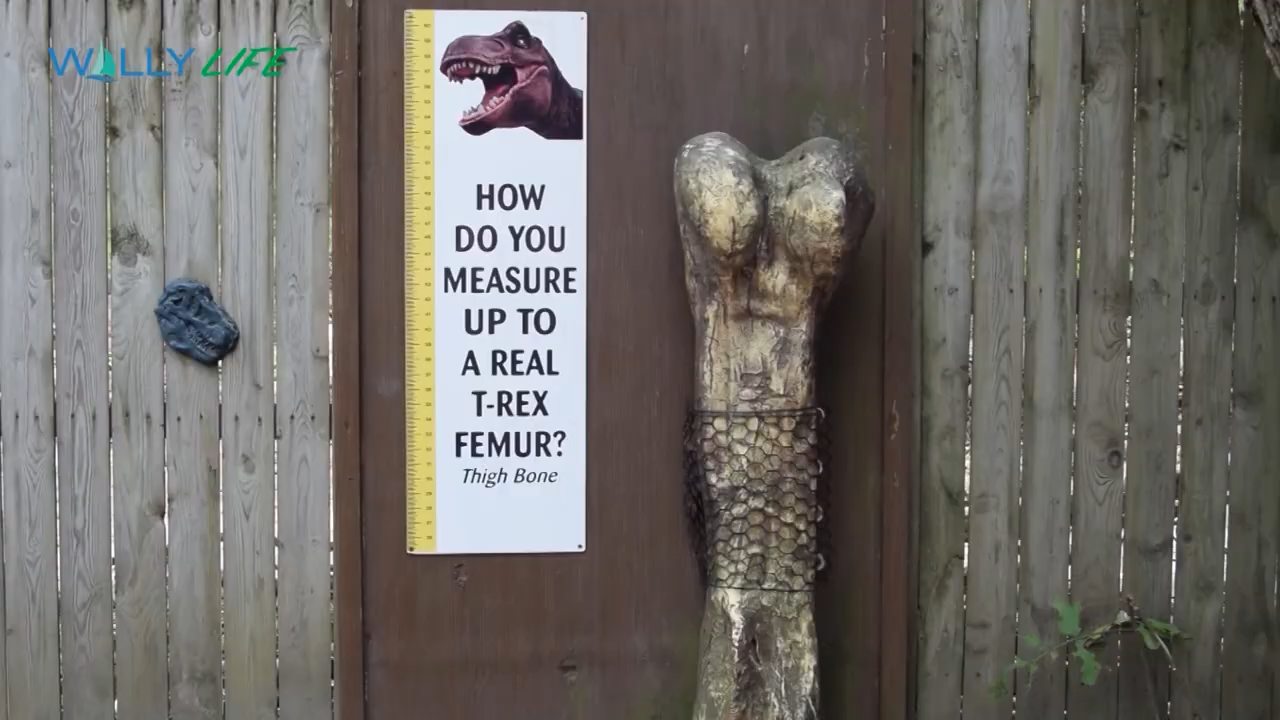 WALLY LIFE
HOW
DO YOU
MEASURE
UP TO
A REAL
T-REX
FEMUR?
Thigh Bone